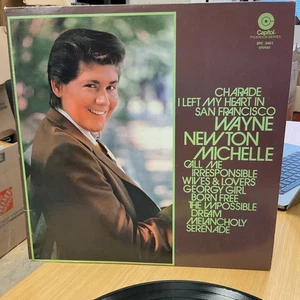 Capitol
STEREO
CHARADE
I LEFT MY HEART IN
SAN FRANCISCO
WAYNE
NEWTON
MICHELLE
CALL ME
IRRESPONSIBLE
WIVES & LOVERS
GEORGY GIRL
BORN FREE
THE IMPOSSIBLE
DREAM
MELANCHOLY
SERENADE